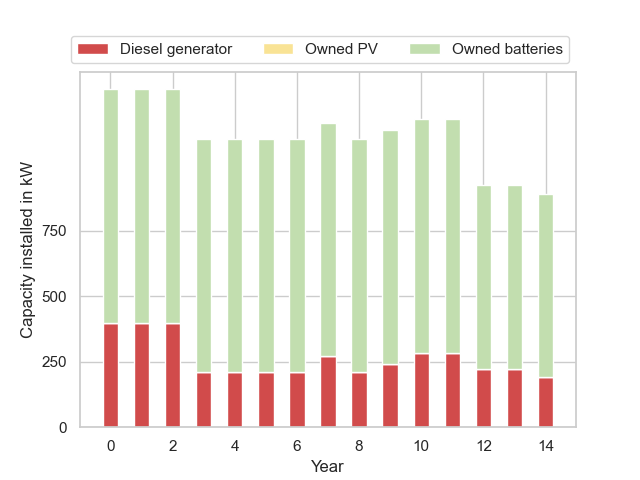 Diesel generator Owned PV Owned batteries
Capacity installed in kW
750
500
250
0
0 2 4 6 8 10 12 14
Year